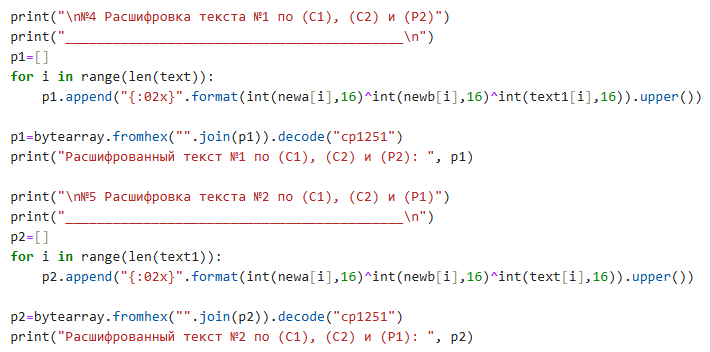 print("\n№4 Расшифровка текста №1 по (C1), (C2) и (P2)")
print("___________________________________________\n")
p1=[]
for i in range(len(text)):
    p1.append("{:02x}".format(int(newa[i],16)^int(newb[i],16)^int(text1[i],16)).upper())

p1=bytearray.fromhex("".join(p1)).decode("cp1251")
print("Расшифрованный текст №1 по (C1), (C2) и (P2): ", p1)

print("\n№5 Расшифровка текста №2 по (C1), (C2) и (P1)")
print("___________________________________________\n")
p2=[]
for i in range(len(text1)):
    p2.append("{:02x}".format(int(newa[i],16)^int(newb[i],16)^int(text[i],16)).upper())

p2=bytearray.fromhex("".join(p2)).decode("cp1251")
print("Расшифрованный текст №2 по (C1), (C2) и (P1): ", p2)